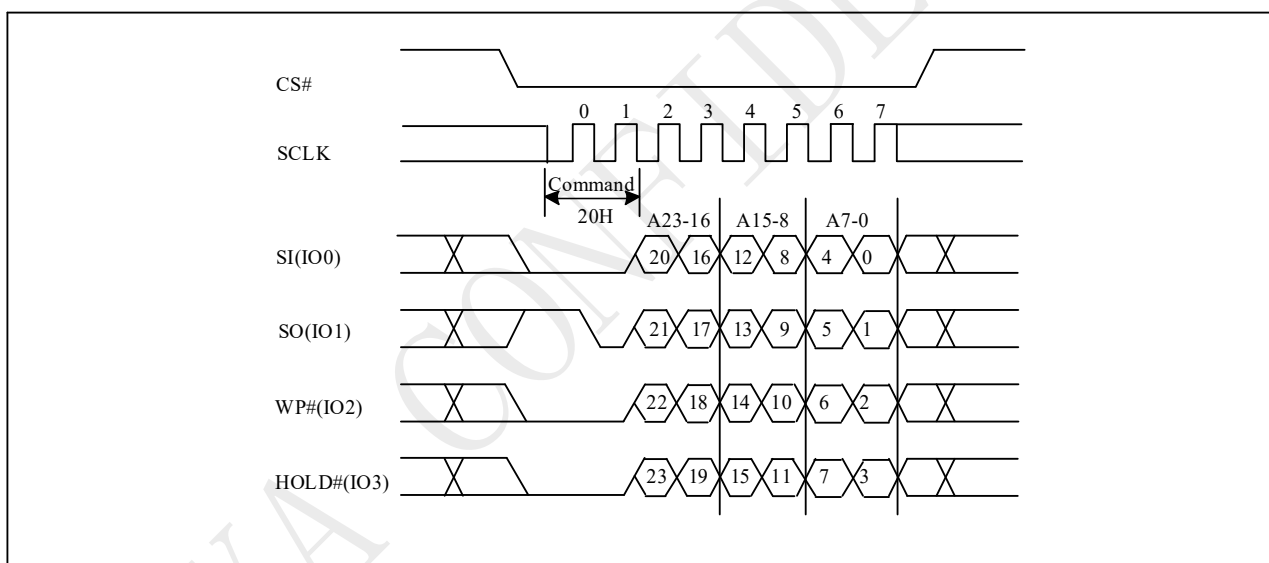 CS#
0 1 2 3 4 5 6 7
SCLK
Command
20H
A23-16 A15-8 A7-0
SI(IO0) 20 16 12 8 4 0
SO(IO1) 21 17 13 9 5 1
WP#(IO2) 22 18 14 10 6 2
HOLD#(IO3) 23 19 15 11 7 3